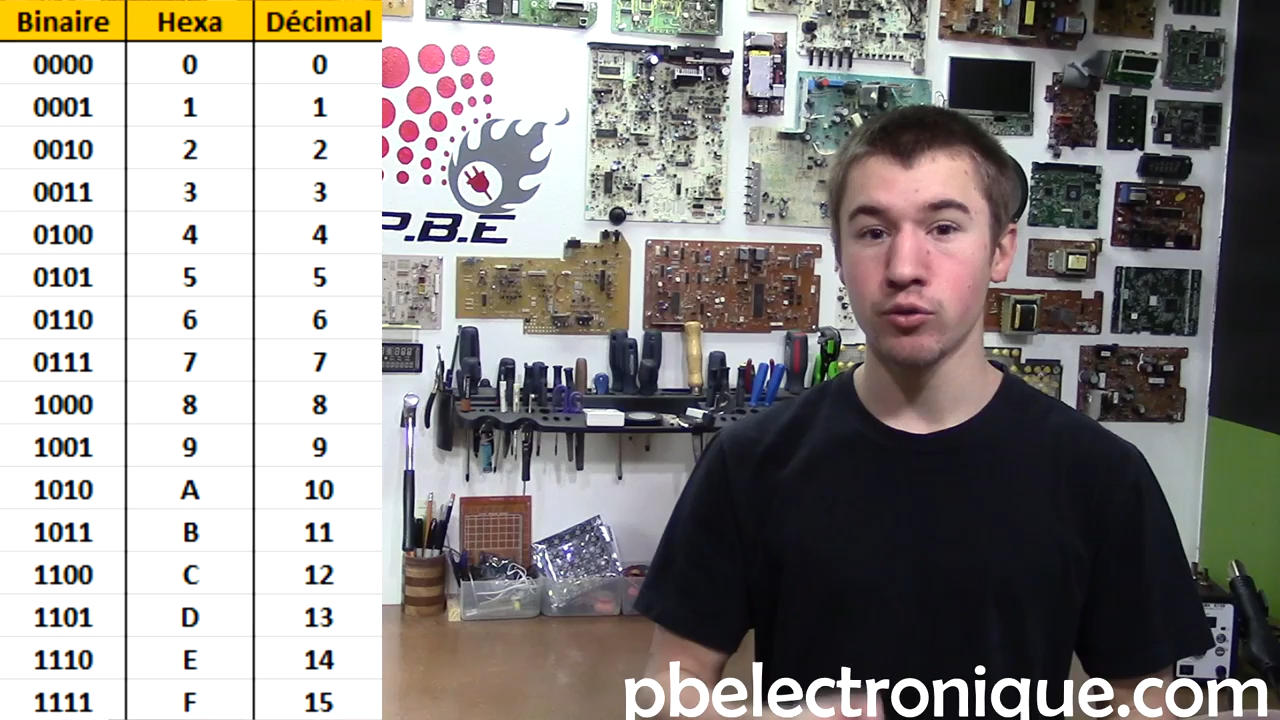 Binaire Hexa Décimal
0000 0 0
0001 1 1
0010 2 2
0011 3 3
0100 4 4
0101 5 5
0110 6 6
0111 7 7
1000 8 8
1001 9 9
1010 A 10
1011 B 11
1100 C 12
1101 D 13
1110 E 14
1111 F 15
P.B.E
pbelectronique.com